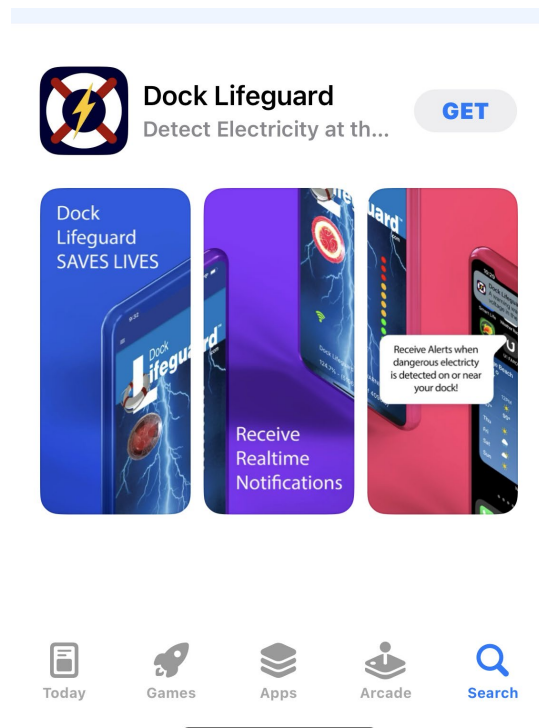 Dock Lifeguard
Detect Electricity at th...
GET
Dock
Lifeguard
SAVES LIVES
Dock
Lifeguard
Receive
Realtime
Notifications
Receive Alerts when
dangerous electricty
is detected on or near
your dock!
Today
Games
Apps
Arcade
Search